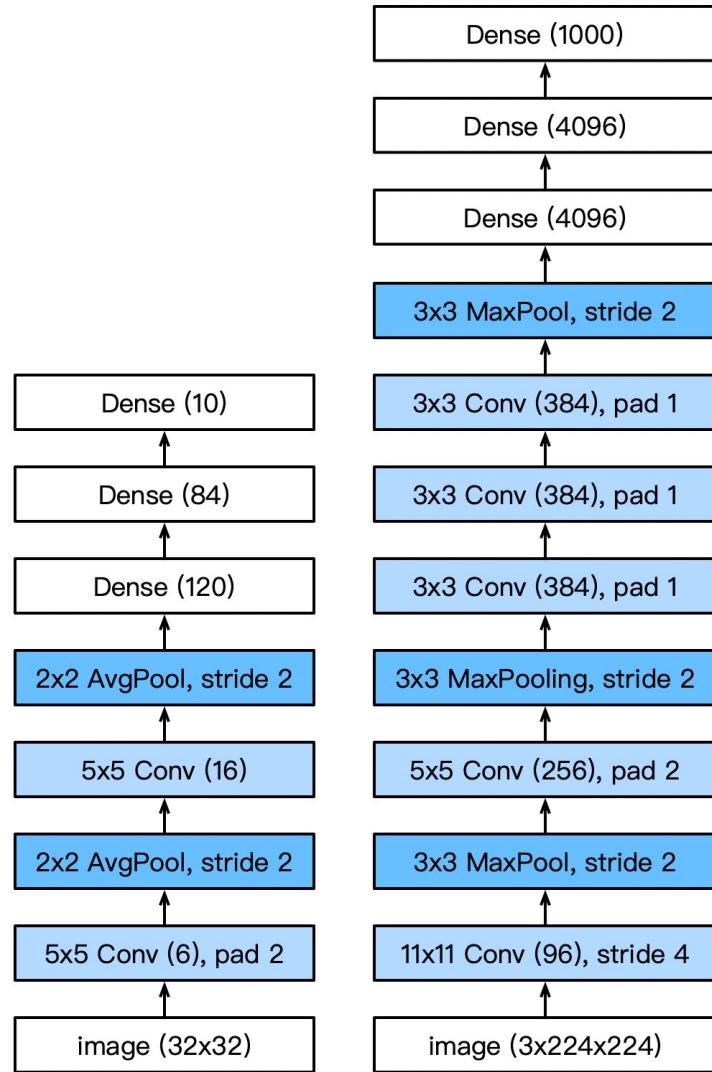 Dense (10)
Dense (84)
Dense (120)
2x2 AvgPool, stride 2
5x5 Conv (16)
2x2 AvgPool, stride 2
5x5 Conv (6), pad 2
image (32x32)
Dense (1000)
Dense (4096)
Dense (4096)
3x3 MaxPool, stride 2
3x3 Conv (384), pad 1
3x3 Conv (384), pad 1
3x3 Conv (384), pad 1
3x3 MaxPooling, stride 2
5x5 Conv (256), pad 2
3x3 MaxPool, stride 2
11x11 Conv (96), stride 4
image (3x224x224)